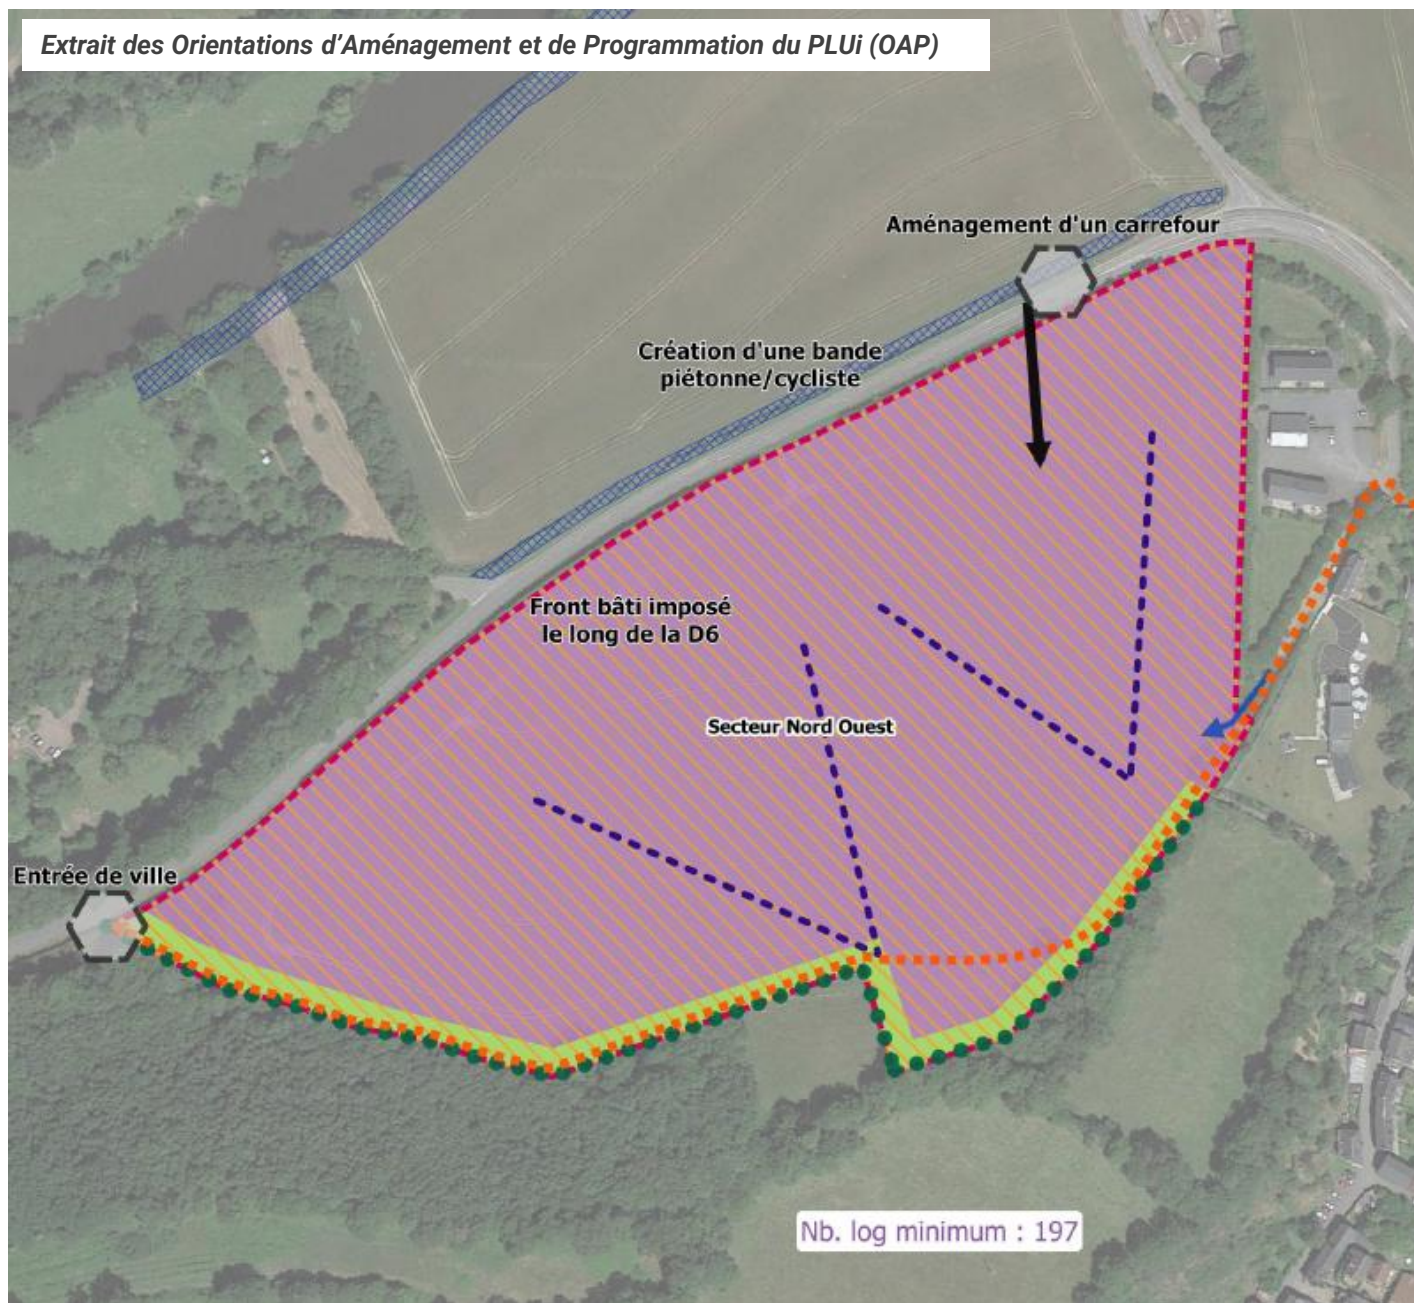 Extrait des Orientations d’Aménagement et de Programmation du PLUi (OAP)
Aménagement d'un carrefour
Création d'une bande
piétonne/cycliste
Front bâti imposé
le long de la D6
Secteur Nord Ouest
Entrée de ville
Nb. log minimum : 197